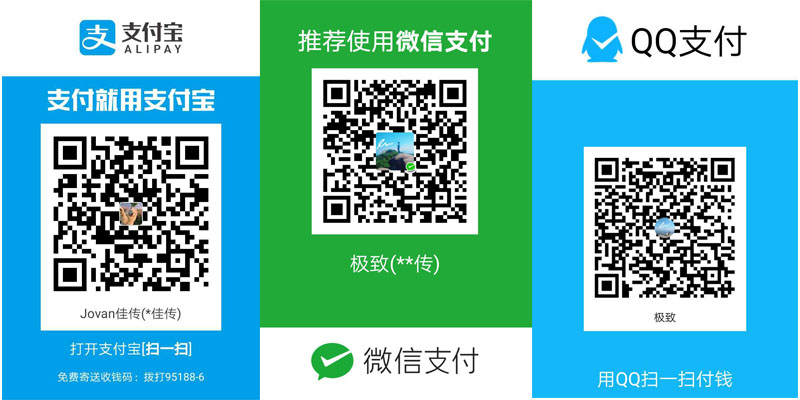 支付宝
ALIPAY
支付就用支付宝
Jovan佳传(*佳传)
打开支付宝[扫一扫]
免费寄送收钱码：拨打95188-6
推荐使用微信支付
极致(**传)
微信支付
QQ支付
极致
用QQ扫一扫付钱